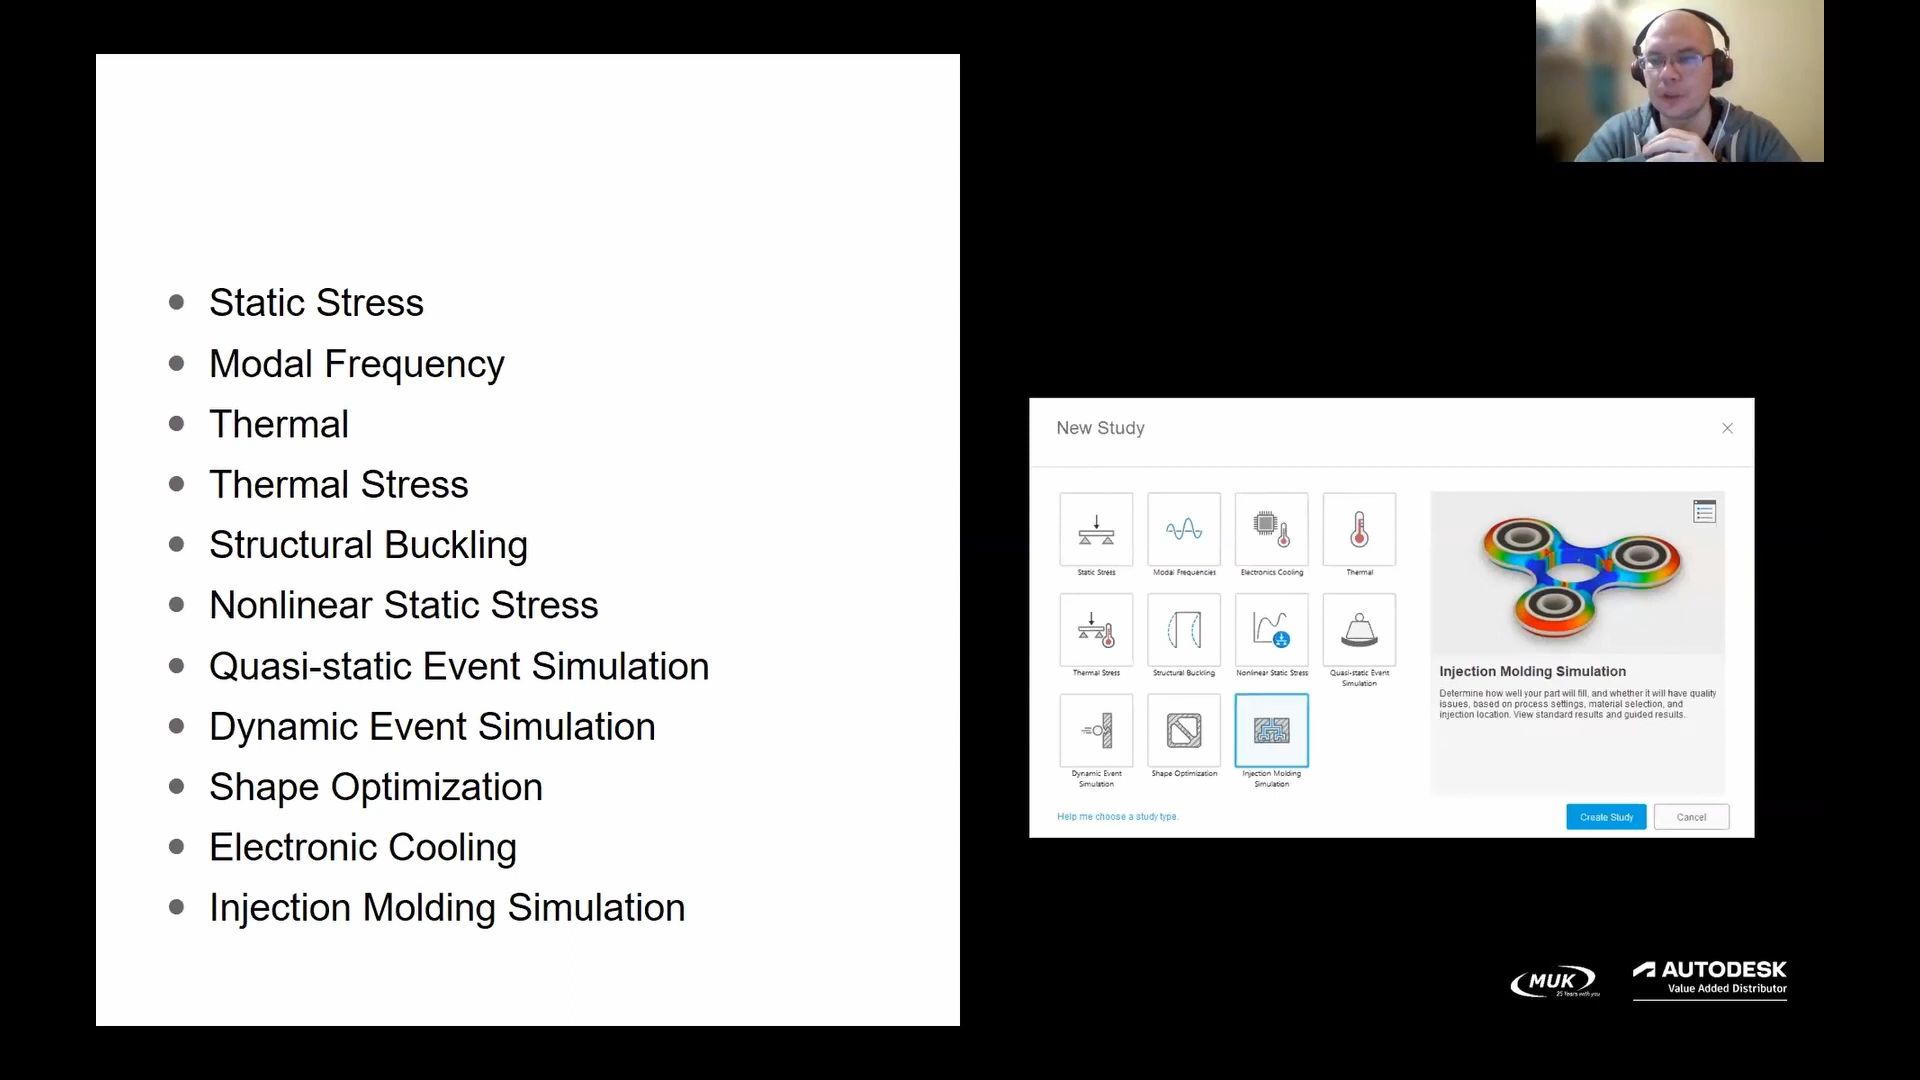 Static Stress
Modal Frequency
Thermal
Thermal Stress
Structural Buckling
Nonlinear Static Stress
Quasi-static Event Simulation
Dynamic Event Simulation
Shape Optimization
Electronic Cooling
Injection Molding Simulation
New Study
Static Stress
Modal Frequencies
Electronics Cooling
Thermal
Thermal Stress
Structural Buckling
Nonlinear Static Stress
Quasi-static Event
Simulation
Dynamic Event
Simulation
Shape Optimization
Injection Molding
Simulation
Injection Molding Simulation
Determine how well your part will fill, and whether it will have quality
issues, based on process settings, material selection, and
injection location. View standard results and guided results.
Help me choose a study type.
Create Study
Cancel
MUK
25 Years with you
AUTODESK
Value Added Distributor